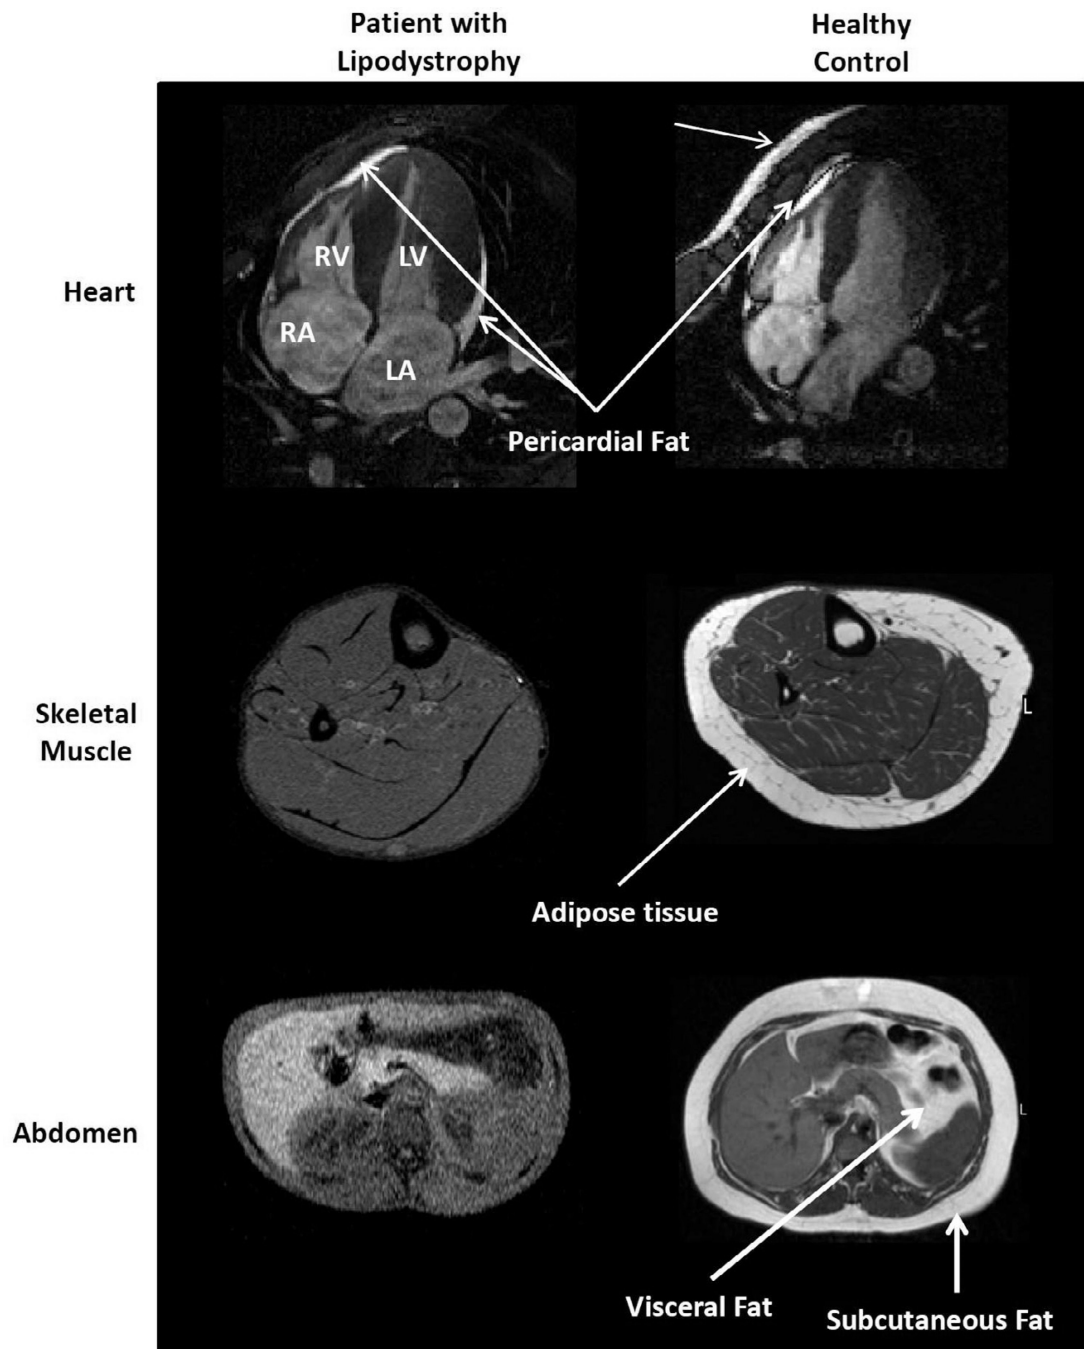 Patient with
Lipodystrophy
Healthy
Control
Heart
RV
LV
RA
LA
Pericardial Fat
Skeletal
Muscle
L
Adipose tissue
Abdomen
L
Visceral Fat
Subcutaneous Fat